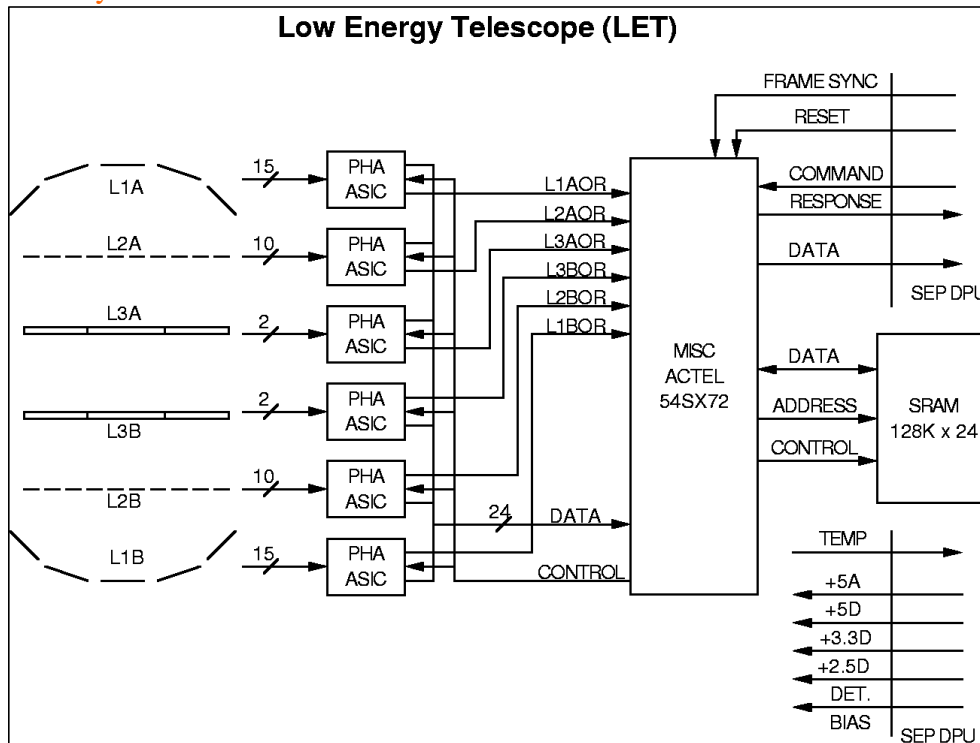 Low Energy Telescope (LET)
FRAME SYNC
RESET
COMMAND
RESPONSE
DATA
SEP DPU
L1A
15
PHA
ASIC
L1AOR
L2A
10
PHA
ASIC
L2AOR
L3A
2
PHA
ASIC
L3AOR
L3B
2
PHA
ASIC
L3BOR
L2B
10
PHA
ASIC
L2BOR
L1B
15
PHA
ASIC
L1BOR
24
DATA
CONTROL
MISC
ACTEL
54SX72
DATA
ADDRESS
CONTROL
SRAM
128K x 24
TEMP
+5A
+5D
+3.3D
+2.5D
DET.
BIAS
SEP DPU